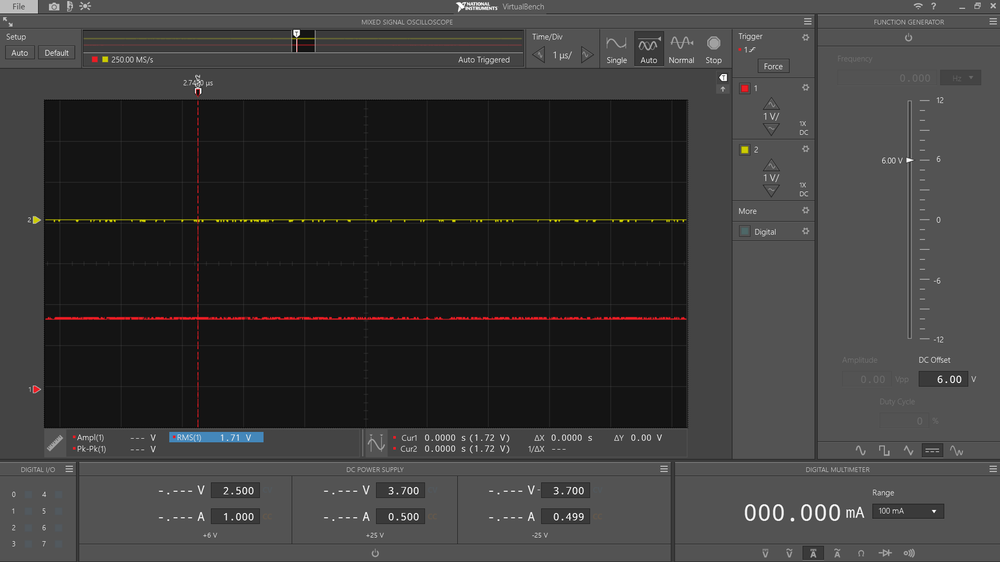 File
NATIONAL INSTRUMENTS VirtualBench
?
MIXED SIGNAL OSCILLOSCOPE
FUNCTION GENERATOR
Setup
Auto Default
T
250.00 MS/s
Auto Triggered
Time/Div
1 µs/
Single Auto Normal Stop
Trigger
1
Force
T
1
1 V/
1X
DC
2
1 V/
1X
DC
More
Digital
2
1
Ampl(1) --- V
RMS(1) 1.71 V
Pk-Pk(1) --- V
Cur1 0.0000 s (1.72 V) ΔX 0.0000 s ΔY 0.00 V
Cur2 0.0000 s (1.72 V) 1/ΔX ---
Frequency
0.000 Hz
12
6
0
-6
-12
6.00 V
Amplitude DC Offset
0.00 Vpp 6.00 V
Duty Cycle
0 %
DIGITAL I/O
0 4
1 5
2 6
3 7
DC POWER SUPPLY
-.--- V 2.500 CV
-.--- A 1.000 CC
+6 V
-.--- V 3.700 CV
-.--- A 0.500 CC
+25 V
-.--- V -3.700 CV
-.--- A 0.499 CC
-25 V
DIGITAL MULTIMETER
Range
000.000 mA 100 mA
V V A A Ω